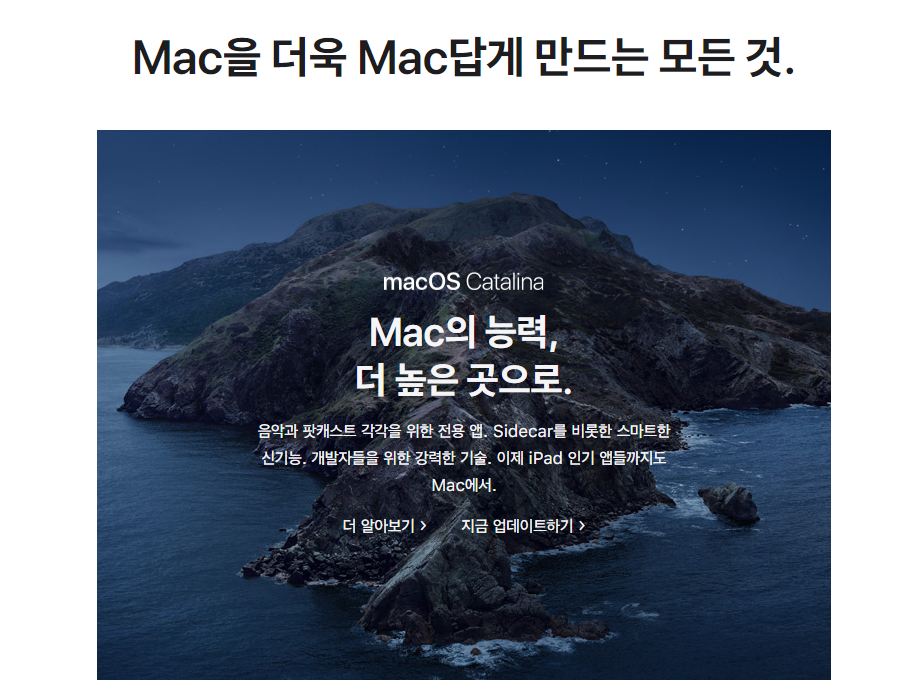 Mac을 더욱 Mac답게 만드는 모든 것.
macOS Catalina
Mac의 능력,
더 높은 곳으로.
음악과 팟캐스트 각각을 위한 전용 앱. Sidecar를 비롯한 스마트한
신기능. 개발자들을 위한 강력한 기술. 이제 iPad 인기 앱들까지도
Mac에서.
더 알아보기 > 지금 업데이트하기 >